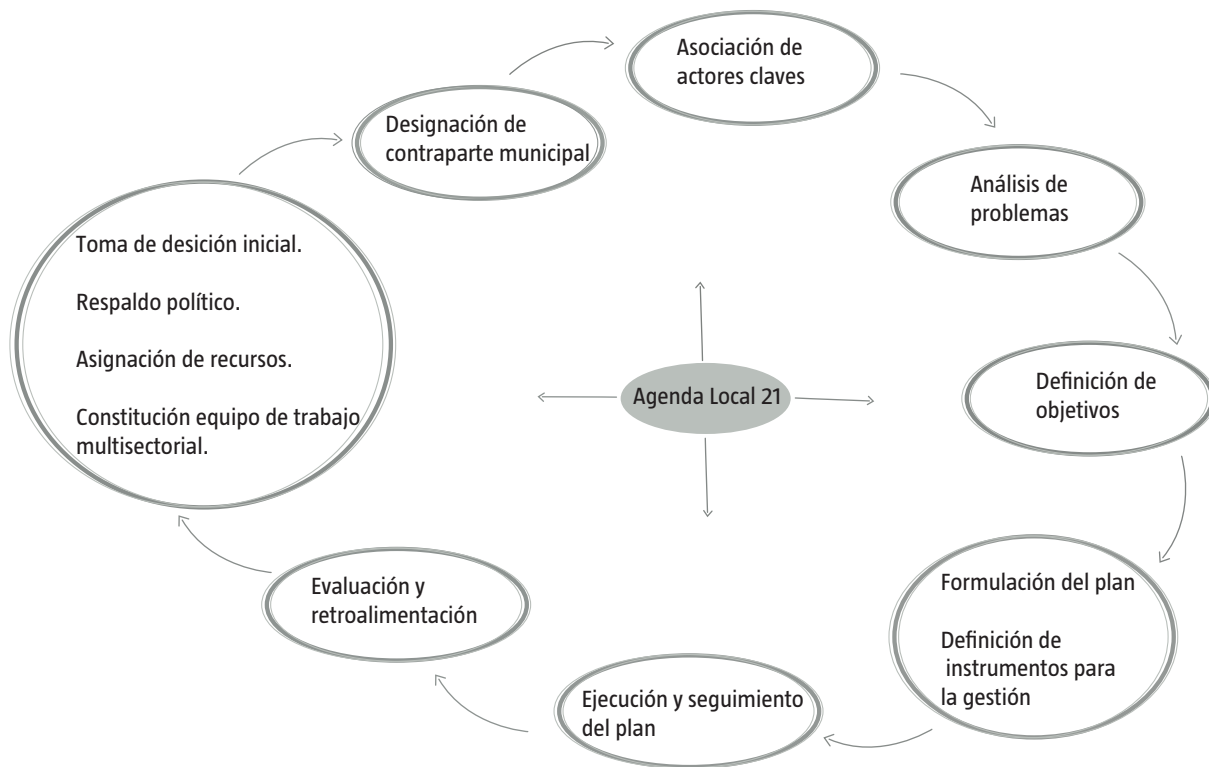 Asociación de
actores claves
Designación de
contraparte municipal
Análisis de
problemas
Toma de desición inicial.
Respaldo político.
Asignación de recursos.
Constitución equipo de trabajo
multisectorial.
Agenda Local 21
Definición de
objetivos
Formulación del plan
Definición de
instrumentos para
la gestión
Evaluación y
retroalimentación
Ejecución y seguimiento
del plan